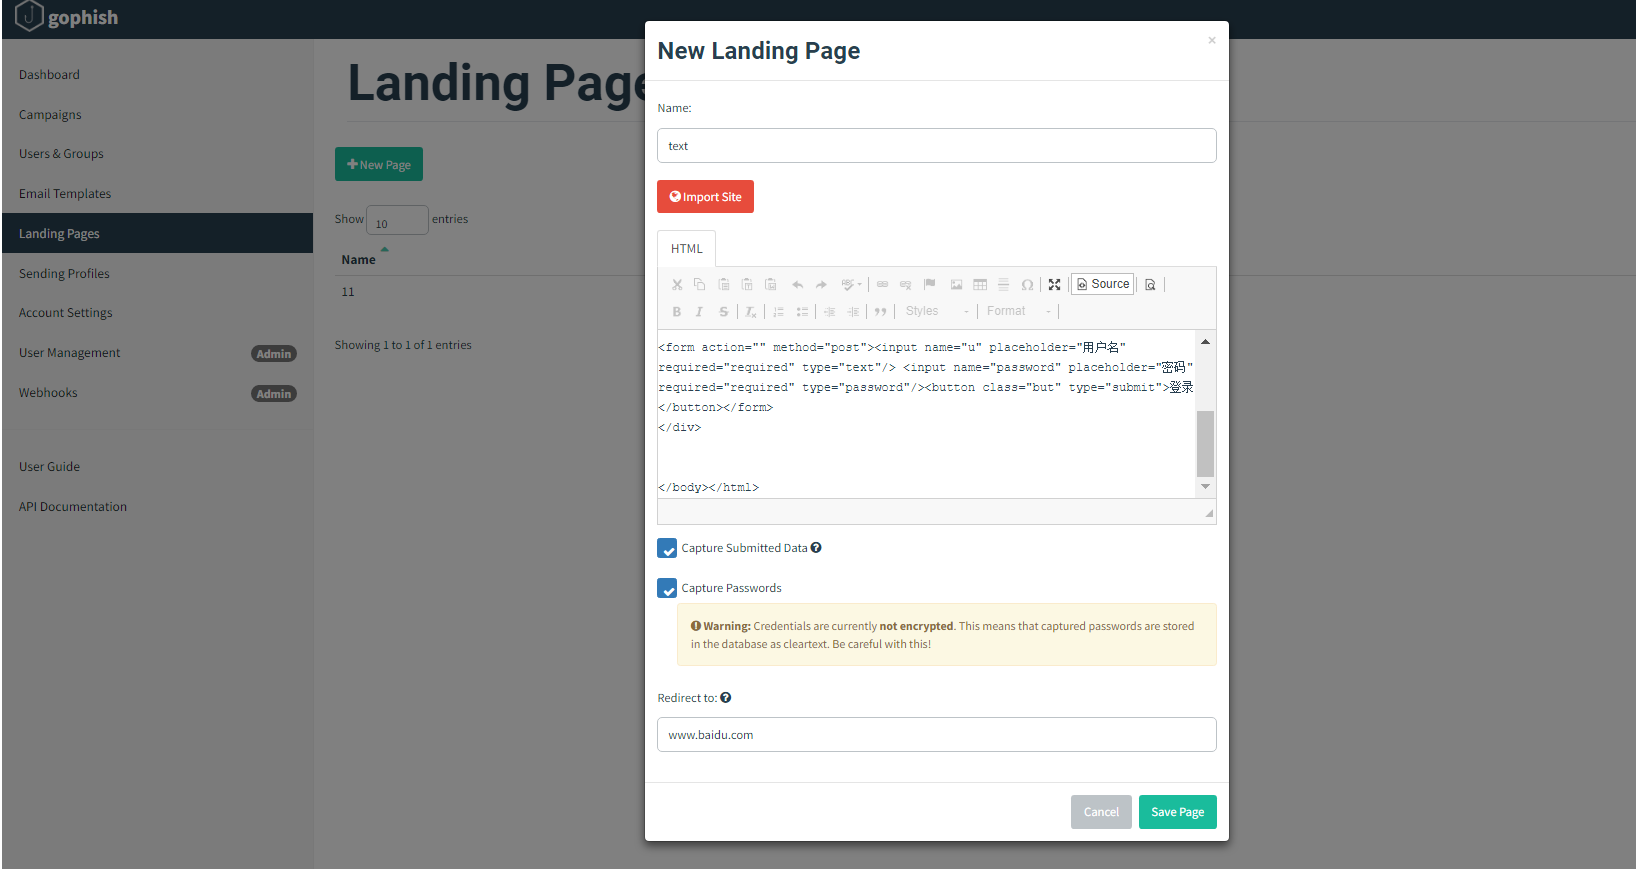 gophish
Dashboard
Campaigns
Users & Groups
Email Templates
Landing Pages
Sending Profiles
Account Settings
User Management Admin
Webhooks Admin
User Guide
API Documentation
Landing Page
New Page
Show 10 entries
Name
11
Showing 1 to 1 of 1 entries
New Landing Page
×
Name:
text
Import Site
HTML
Source
B I S Tx Styles Format
<form action="" method="post"><input name="u" placeholder="用户名"
required="required" type="text"/> <input name="password" placeholder="密码"
required="required" type="password"/><button class="but" type="submit">登录
</button></form>
</div>
</body></html>
Capture Submitted Data
Capture Passwords
Warning: Credentials are currently not encrypted. This means that captured passwords are stored
in the database as cleartext. Be careful with this!
Redirect to:
www.baidu.com
Cancel
Save Page